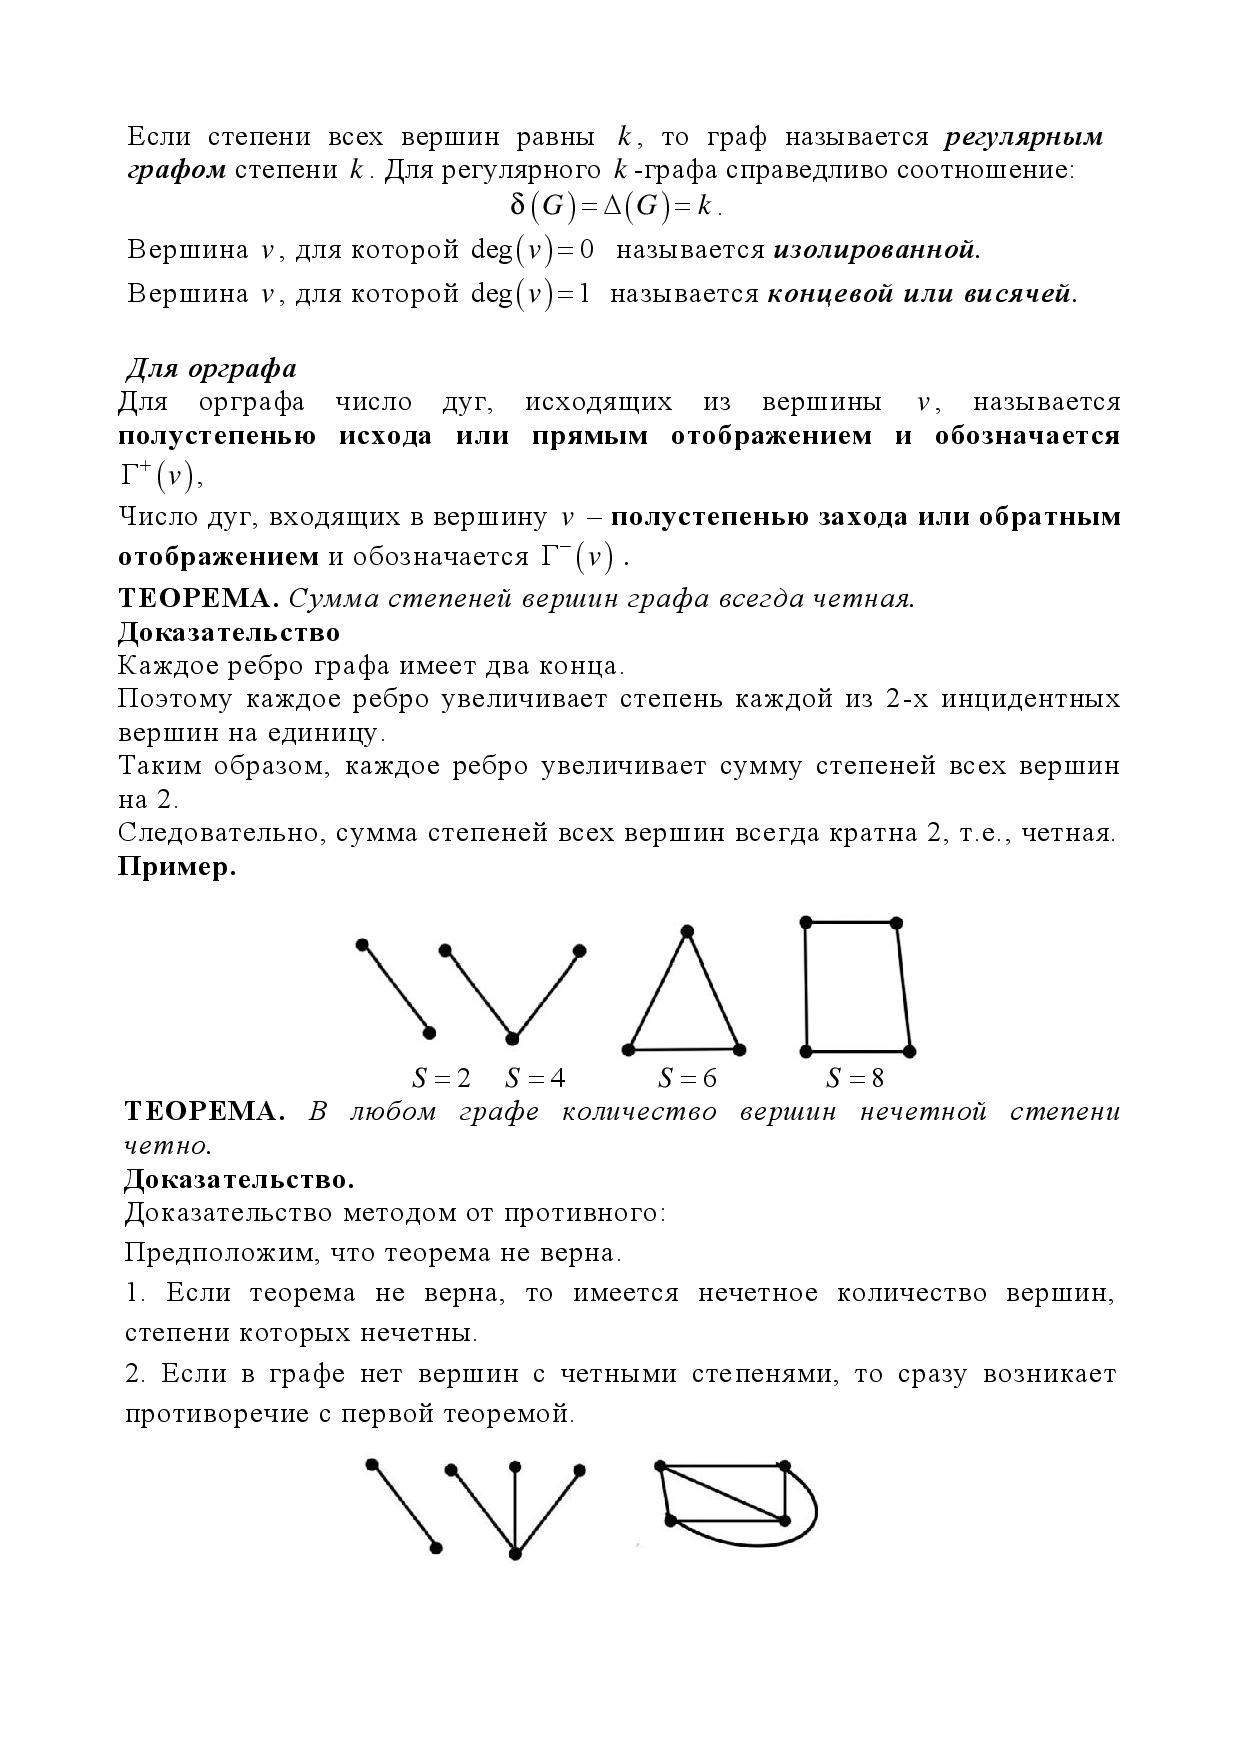 Если степени всех вершин равны k, то граф называется регулярным
графом степени k. Для регулярного k-графа справедливо соотношение:
δ(G)=Δ(G)=k.
Вершина v, для которой deg(v)=0 называется изолированной.
Вершина v, для которой deg(v)=1 называется концевой или висячей.
Для орграфа
Для орграфа число дуг, исходящих из вершины v, называется
полустепенью исхода или прямым отображением и обозначается
Γ⁺(v),
Число дуг, входящих в вершину v – полустепенью захода или обратным
отображением и обозначается Γ⁻(v).
ТЕОРЕМА. Сумма степеней вершин графа всегда четная.
Доказательство
Каждое ребро графа имеет два конца.
Поэтому каждое ребро увеличивает степень каждой из 2-х инцидентных
вершин на единицу.
Таким образом, каждое ребро увеличивает сумму степеней всех вершин
на 2.
Следовательно, сумма степеней всех вершин всегда кратна 2, т.е., четная.
Пример.
S=2 S=4 S=6 S=8
ТЕОРЕМА. В любом графе количество вершин нечетной степени
четно.
Доказательство.
Доказательство методом от противного:
Предположим, что теорема не верна.
1. Если теорема не верна, то имеется нечетное количество вершин,
степени которых нечетны.
2. Если в графе нет вершин с четными степенями, то сразу возникает
противоречие с первой теоремой.